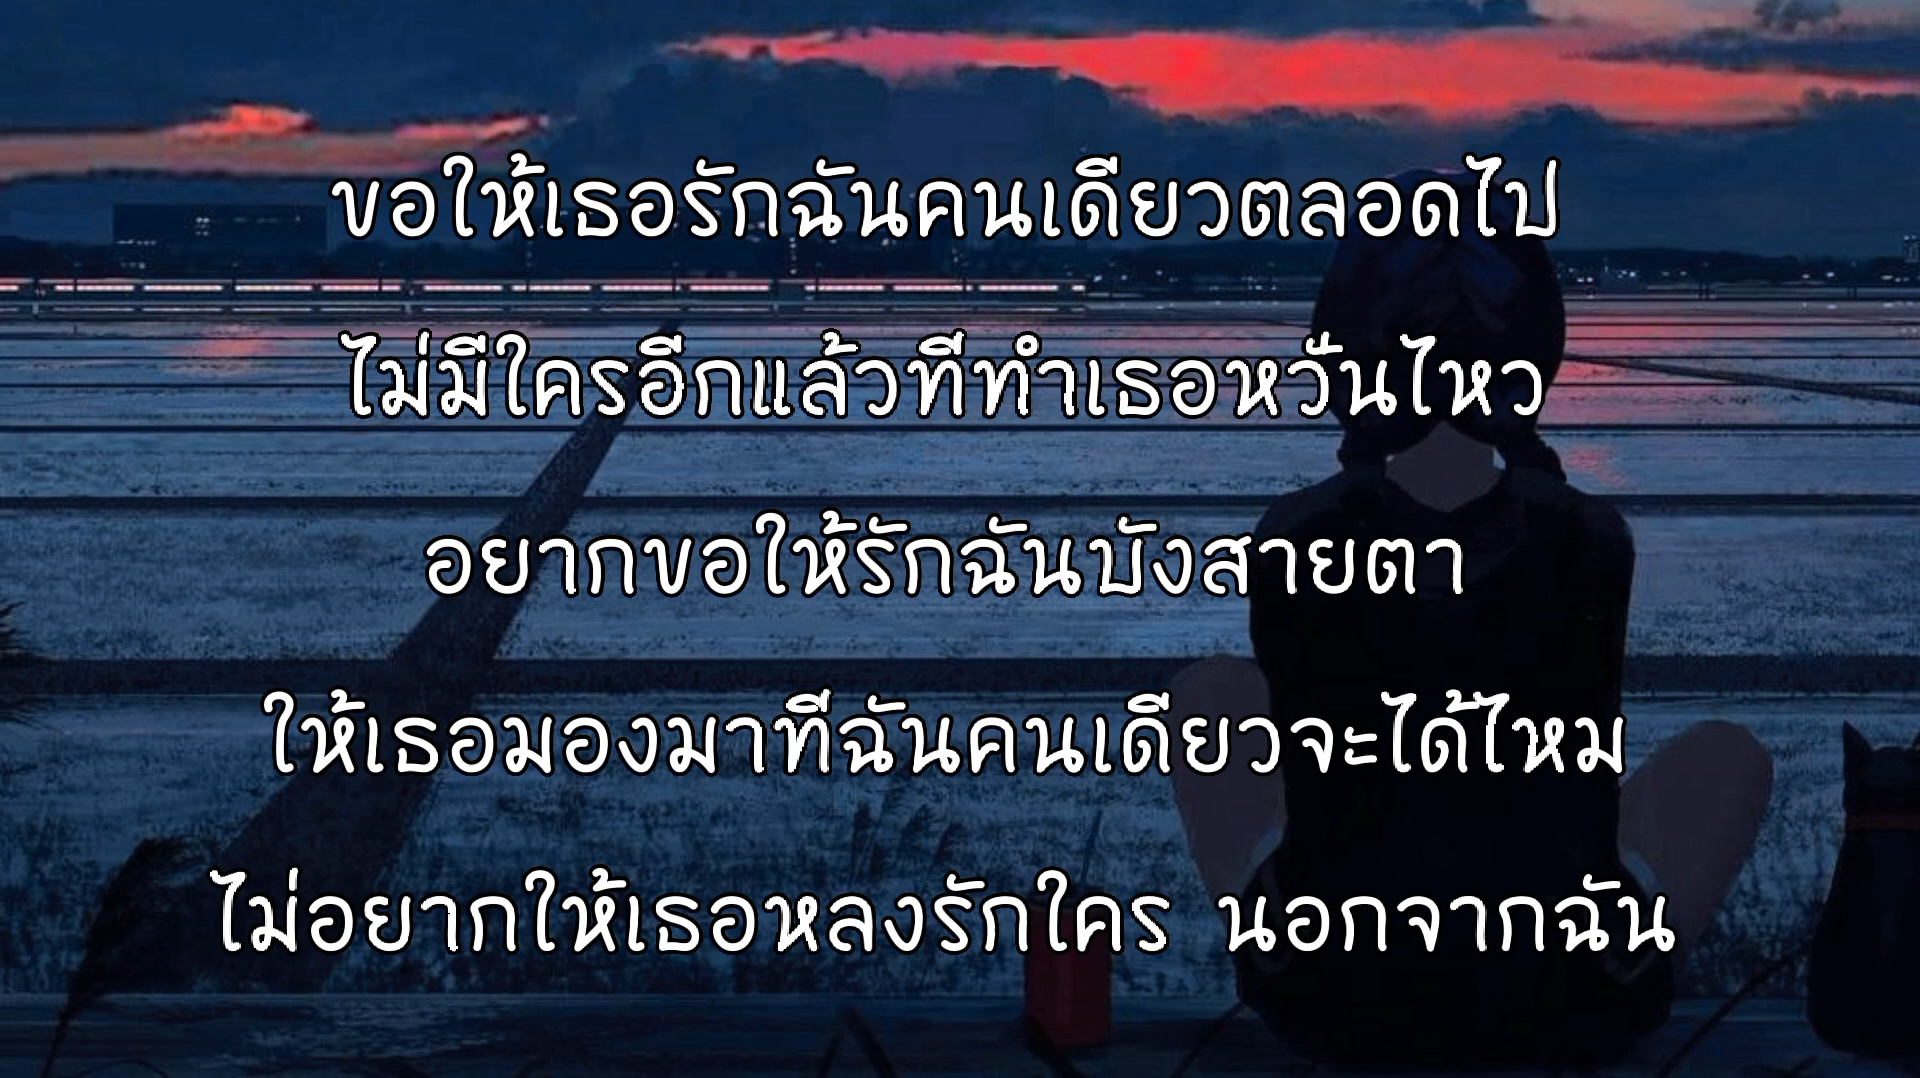 ขอให้เธอรักฉันคนเดียวตลอดไป
ไม่มีใครอีกแล้วที่ทำเธอหวั่นไหว
อยากขอให้รักฉันบังสายตา
ให้เธอมองมาที่ฉันคนเดียวจะได้ไหม
ไม่อยากให้เธอหลงรักใคร นอกจากฉัน